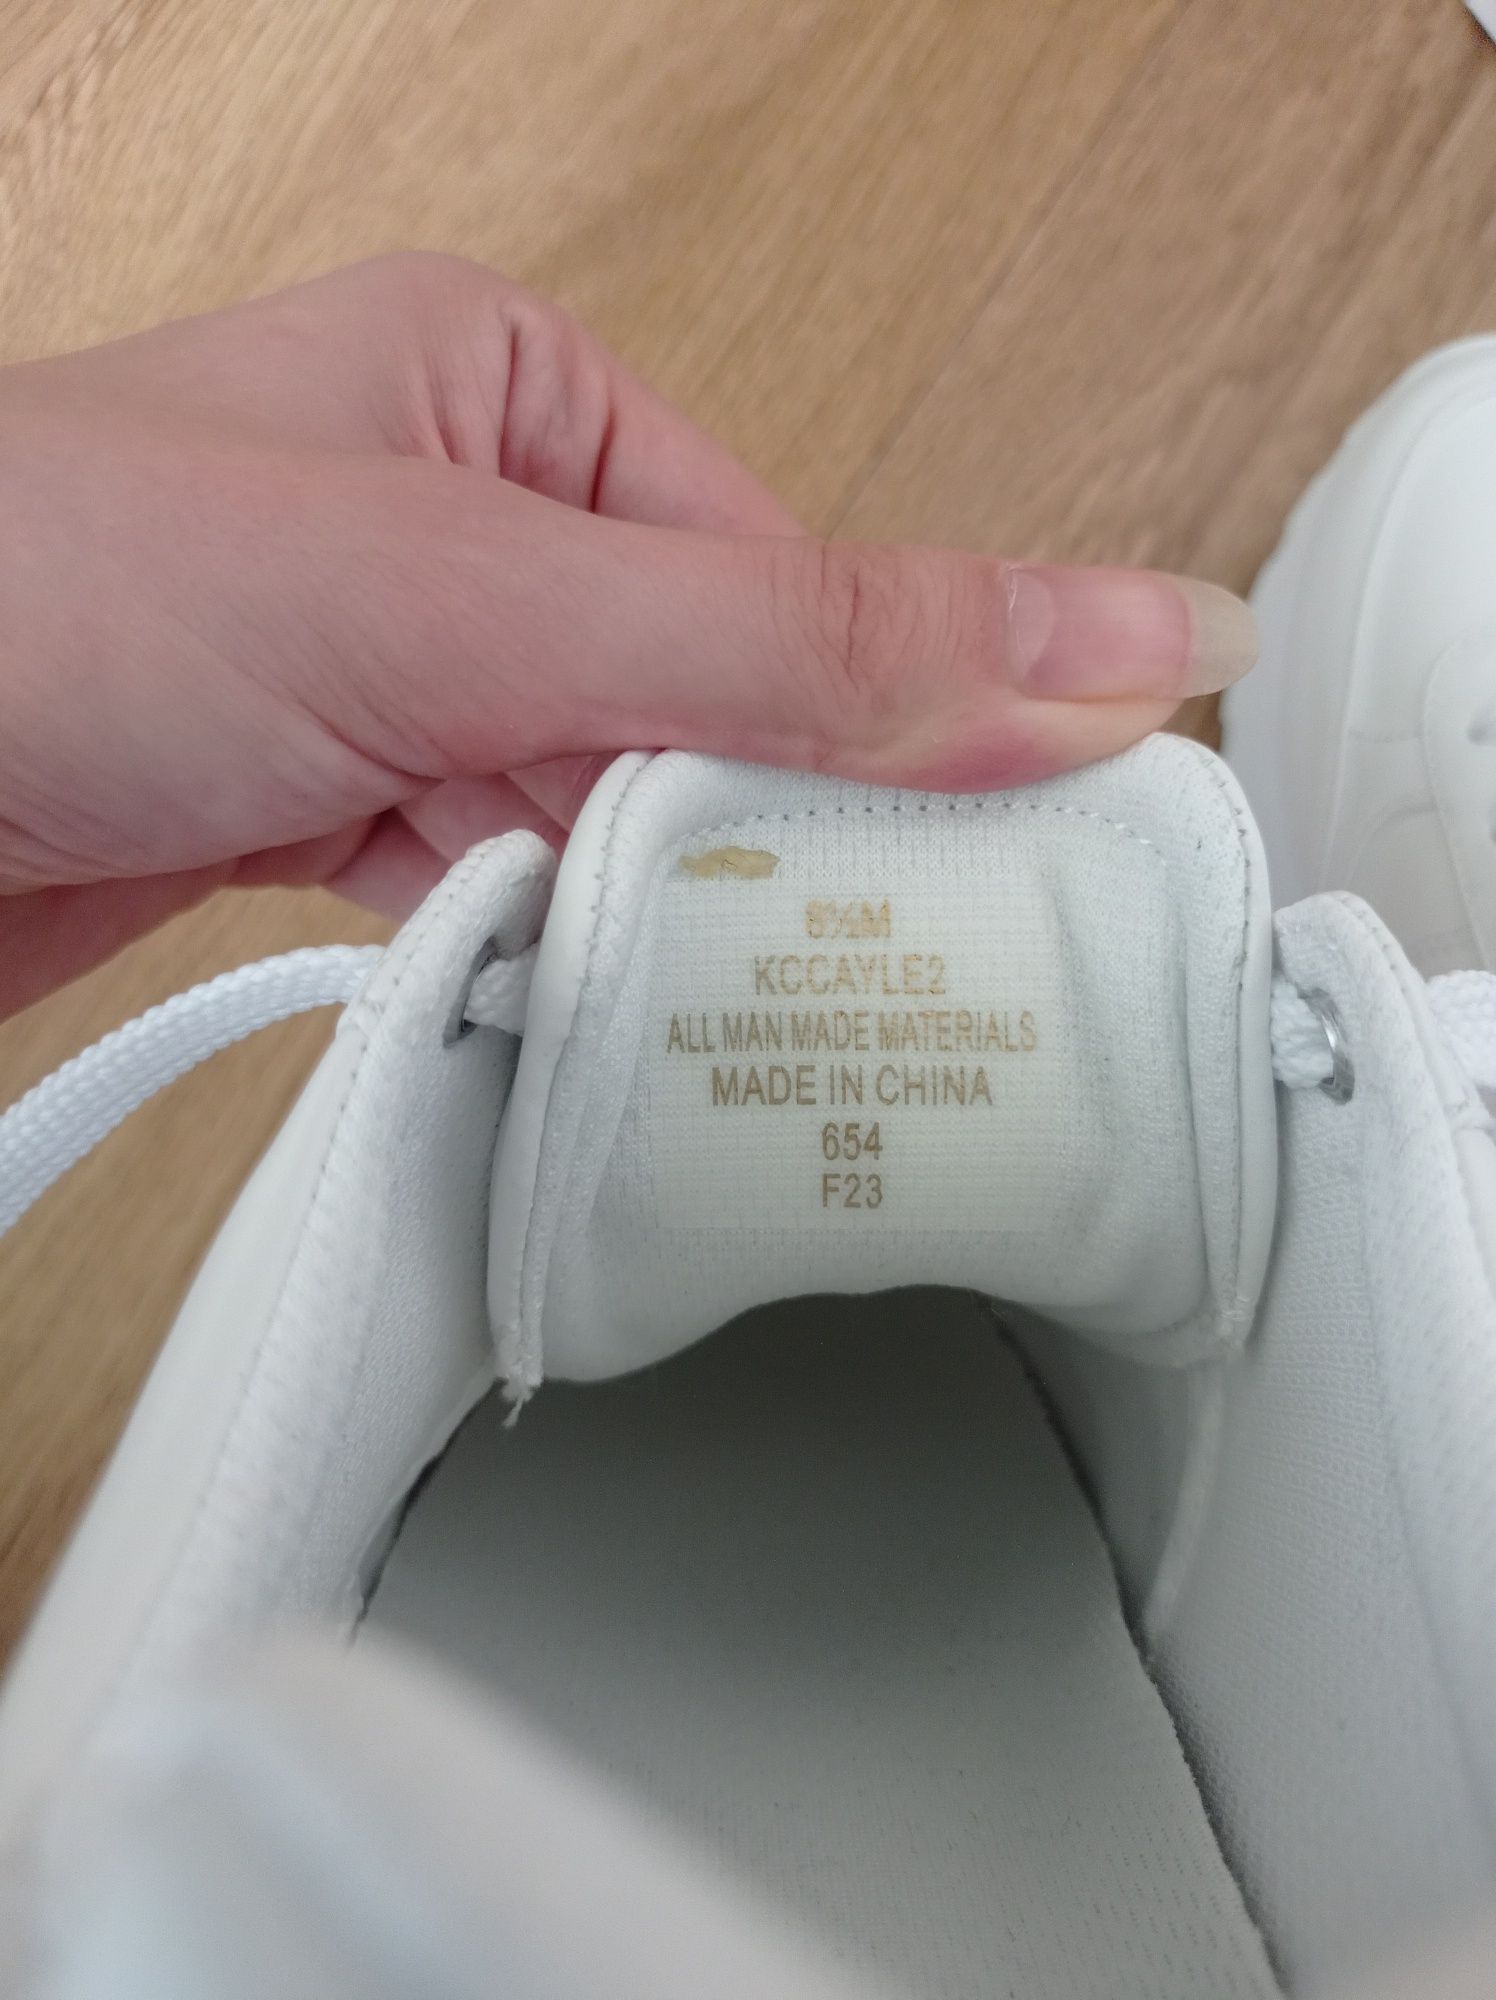 8½M
KCCAYLE2
ALL MAN MADE MATERIALS
MADE IN CHINA
654
F23